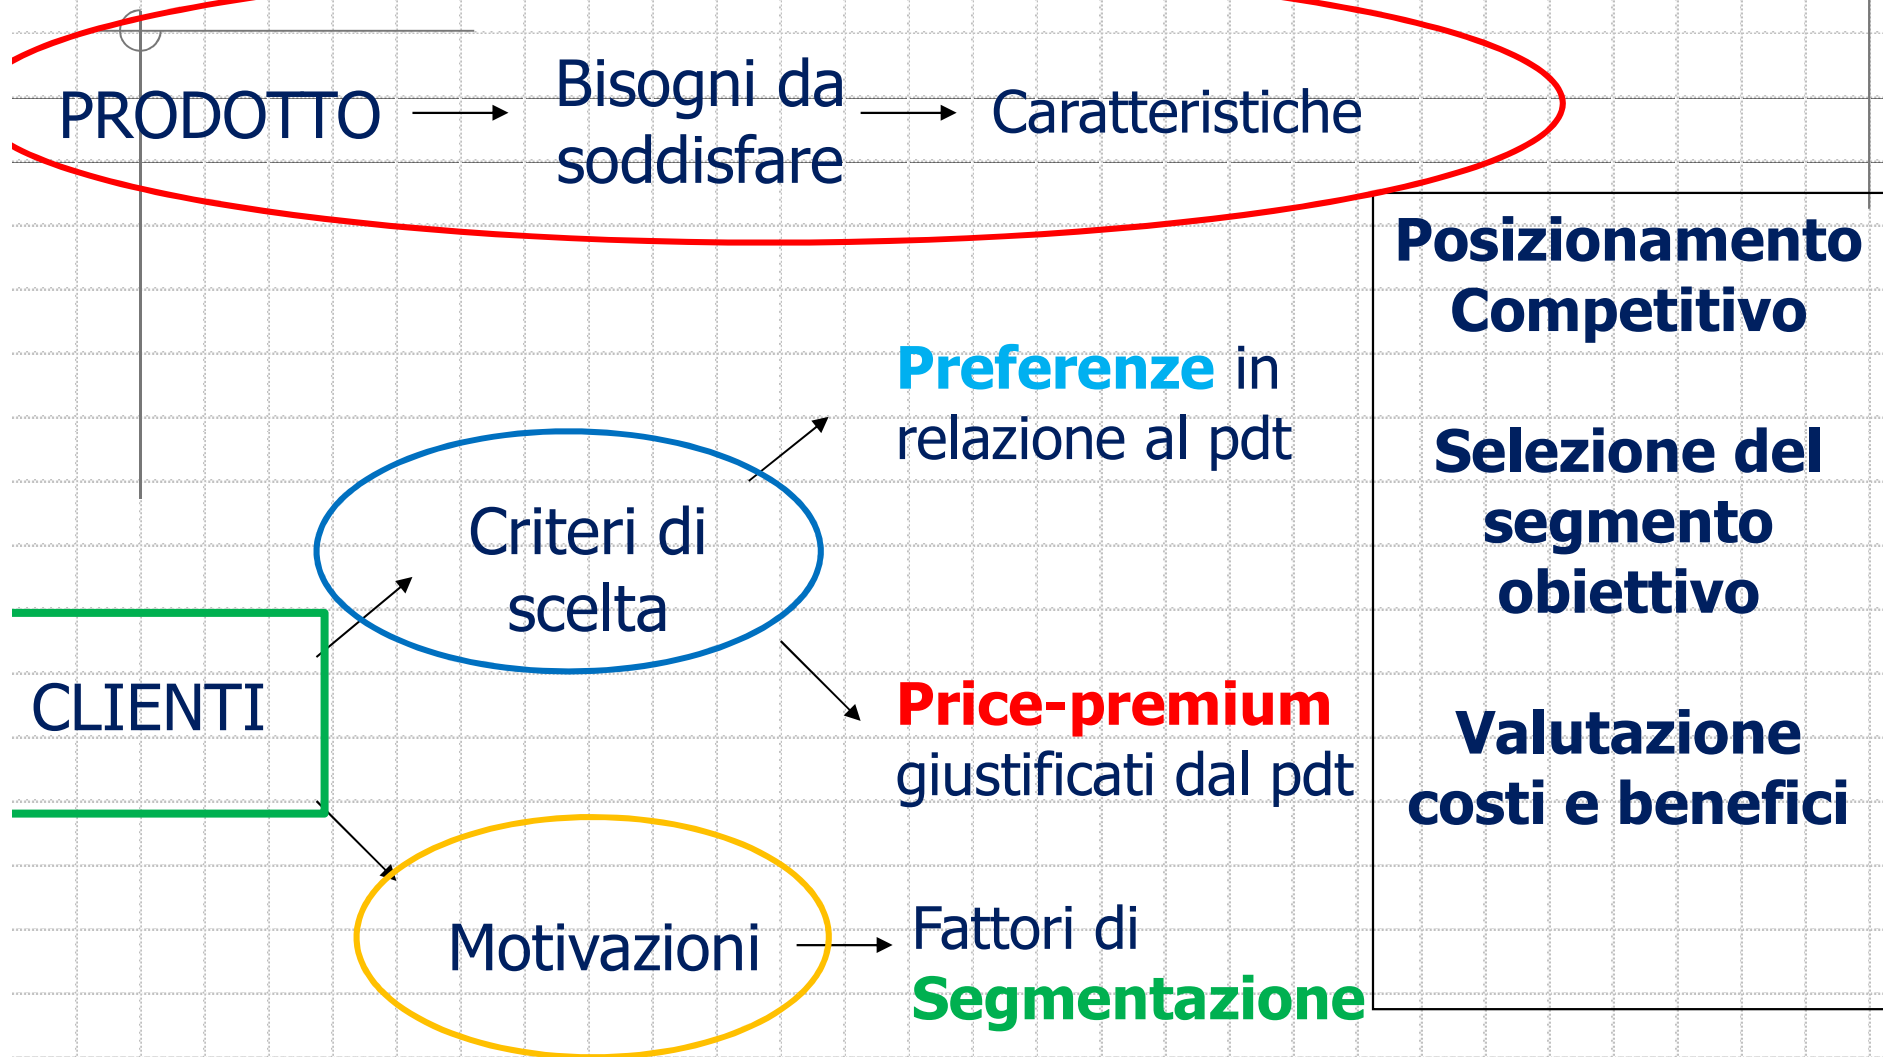 PRODOTTO
Bisogni da
soddisfare
Caratteristiche
Posizionamento
Competitivo
Selezione del
segmento
obiettivo
Valutazione
costi e benefici
Preferenze in
relazione al pdt
Criteri di
scelta
CLIENTI
Price-premium
giustificati dal pdt
Motivazioni
Fattori di
Segmentazione